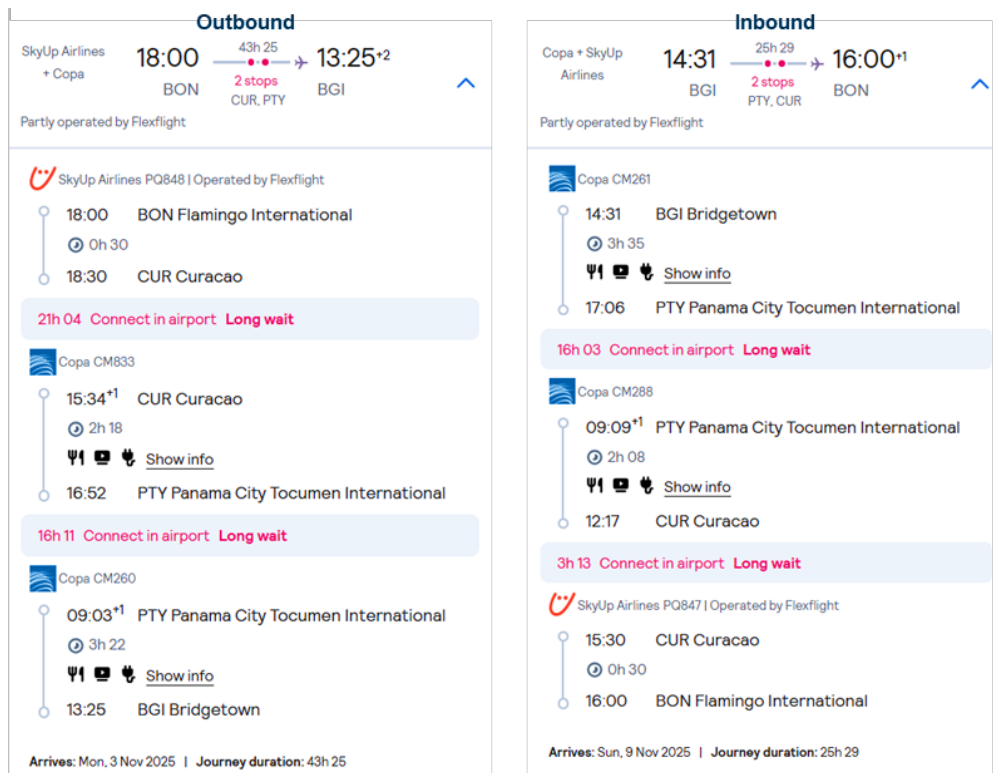 Outbound
SkyUp Airlines
+ Copa
18:00
BON
43h 25
2 stops
CUR, PTY
13:25+2
BGI
Partly operated by Flexflight
SkyUp Airlines PQ848 | Operated by Flexflight
18:00 BON Flamingo International
0h 30
18:30 CUR Curacao
21h 04 Connect in airport Long wait
Copa CM833
15:34+1 CUR Curacao
2h 18
Show info
16:52 PTY Panama City Tocumen International
16h 11 Connect in airport Long wait
Copa CM260
09:03+1 PTY Panama City Tocumen International
3h 22
Show info
13:25 BGI Bridgetown
Arrives: Mon, 3 Nov 2025 | Journey duration: 43h 25
Inbound
Copa + SkyUp
Airlines
14:31
BGI
25h 29
2 stops
PTY, CUR
16:00+1
BON
Partly operated by Flexflight
Copa CM261
14:31 BGI Bridgetown
3h 35
Show info
17:06 PTY Panama City Tocumen International
16h 03 Connect in airport Long wait
Copa CM288
09:09+1 PTY Panama City Tocumen International
2h 08
Show info
12:17 CUR Curacao
3h 13 Connect in airport Long wait
SkyUp Airlines PQ847 | Operated by Flexflight
15:30 CUR Curacao
0h 30
16:00 BON Flamingo International
Arrives: Sun, 9 Nov 2025 | Journey duration: 25h 29